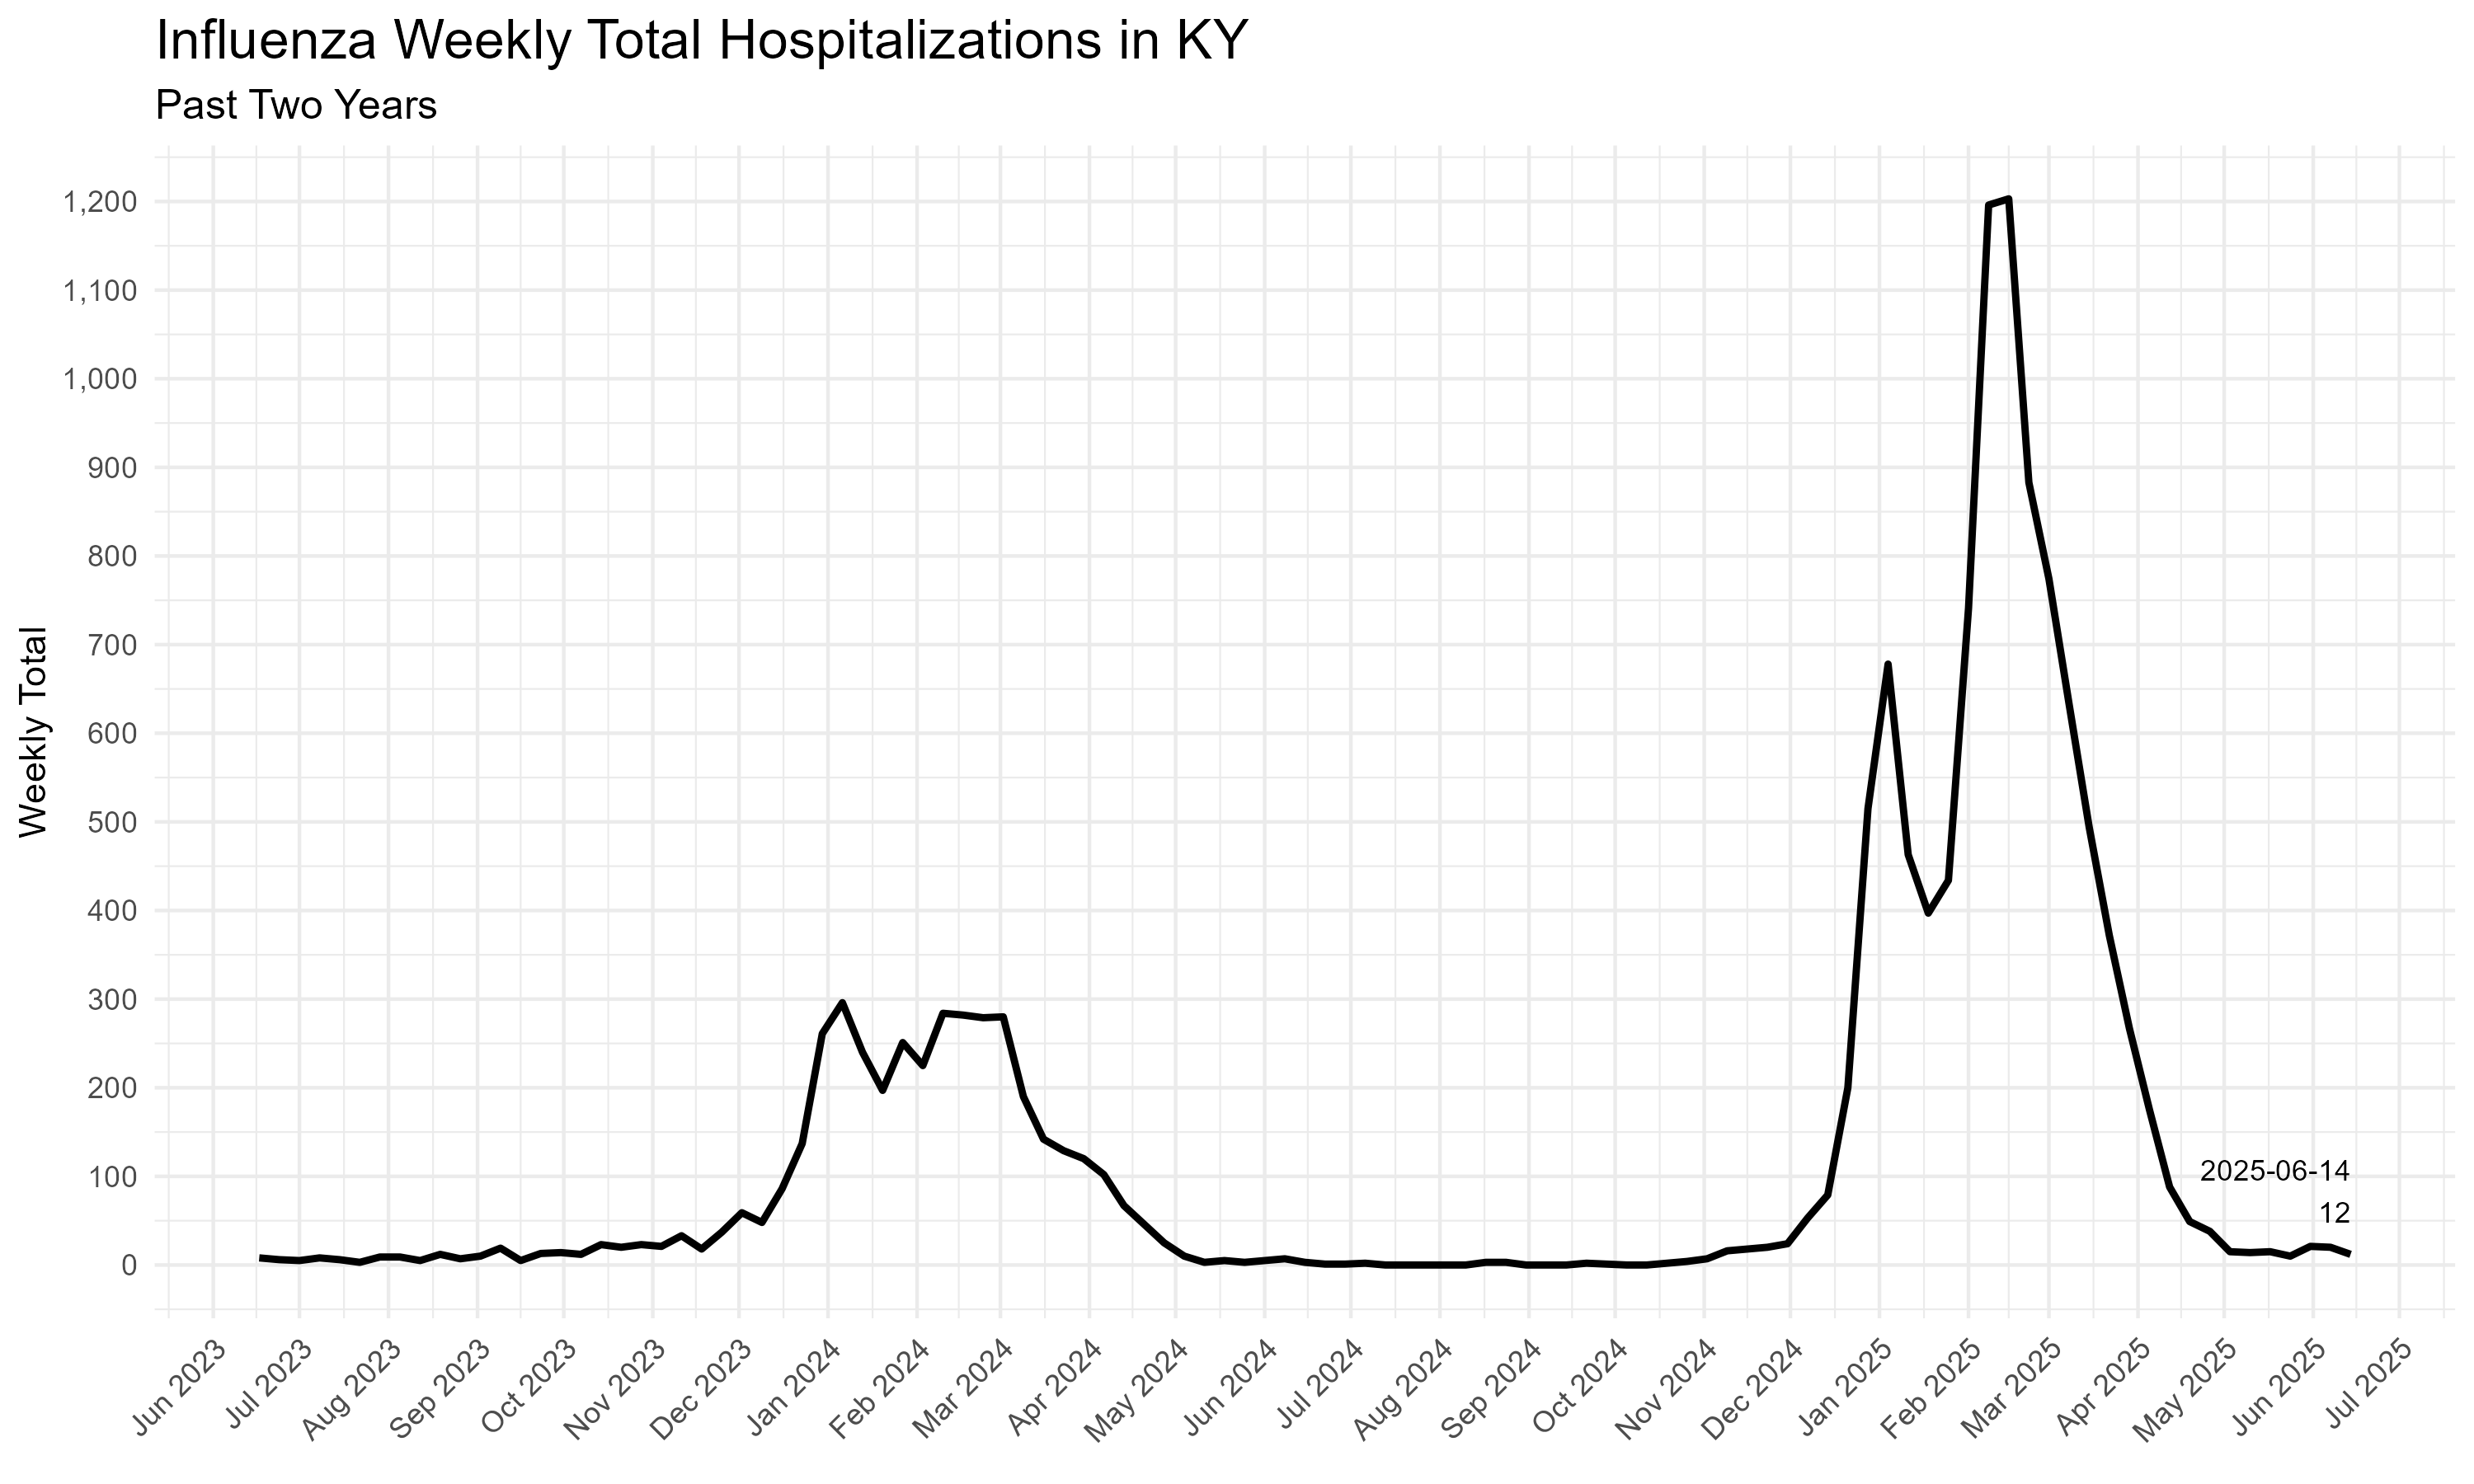 Influenza Weekly Total Hospitalizations in KY
Past Two Years
Weekly Total
1,200
1,100
1,000
900
800
700
600
500
400
300
200
100
0
2025-06-14
12
Jun 2023
Jul 2023
Aug 2023
Sep 2023
Oct 2023
Nov 2023
Dec 2023
Jan 2024
Feb 2024
Mar 2024
Apr 2024
May 2024
Jun 2024
Jul 2024
Aug 2024
Sep 2024
Oct 2024
Nov 2024
Dec 2024
Jan 2025
Feb 2025
Mar 2025
Apr 2025
May 2025
Jun 2025
Jul 2025